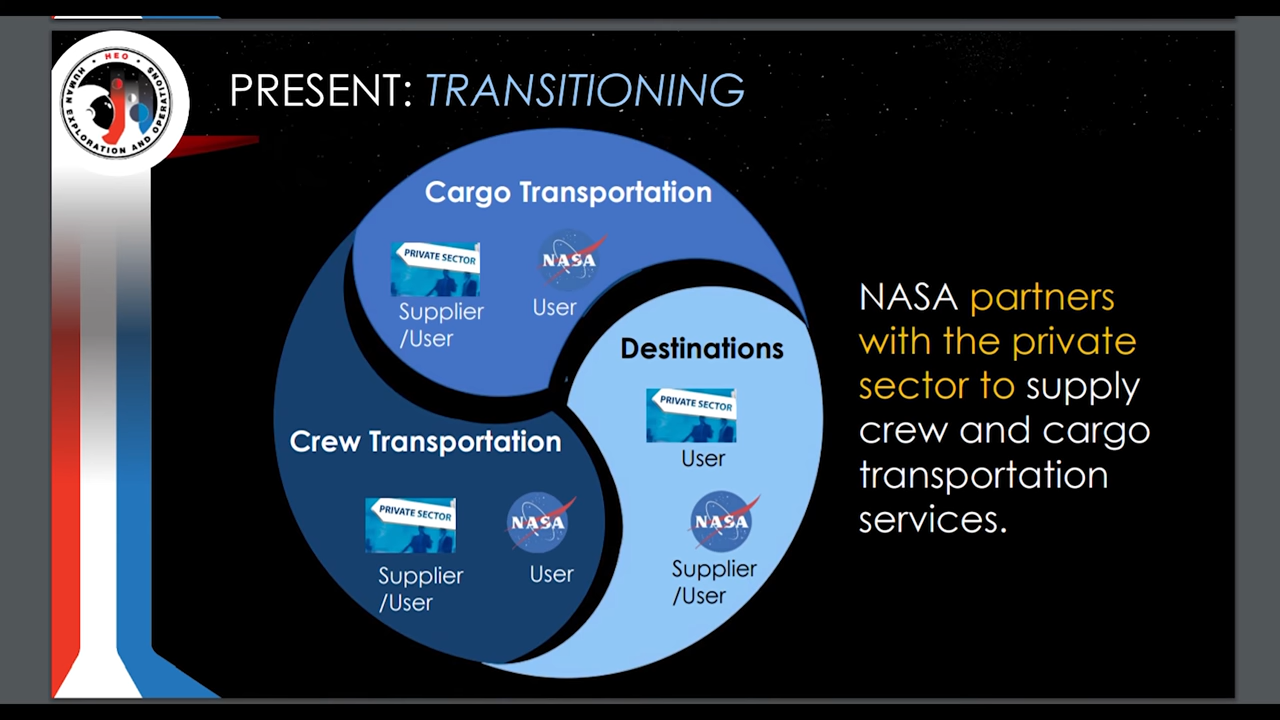 HEO
HUMAN EXPLORATION AND OPERATIONS
PRESENT: TRANSITIONING
Cargo Transportation
PRIVATE SECTOR
NASA
Supplier
/User
User
Destinations
PRIVATE SECTOR
User
NASA
Supplier
/User
Crew Transportation
PRIVATE SECTOR
NASA
Supplier
/User
User
NASA partners
with the private
sector to supply
crew and cargo
transportation
services.